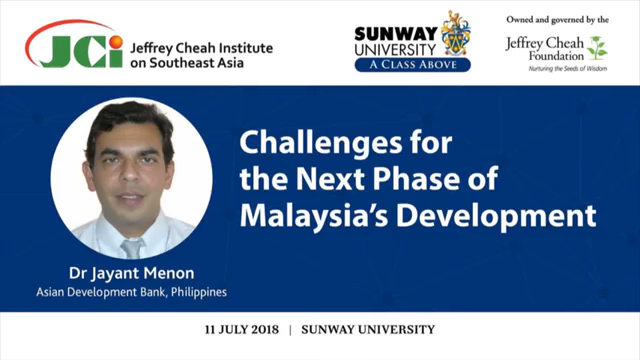 JCi Jeffrey Cheah Institute
on Southeast Asia
SUNWAY
UNIVERSITY
A CLASS ABOVE
Owned and governed by the
Jeffrey Cheah
Foundation
Nurturing the Seeds of Wisdom
Challenges for
the Next Phase of
Malaysia's Development
Dr Jayant Menon
Asian Development Bank, Philippines
11 JULY 2018 | SUNWAY UNIVERSITY